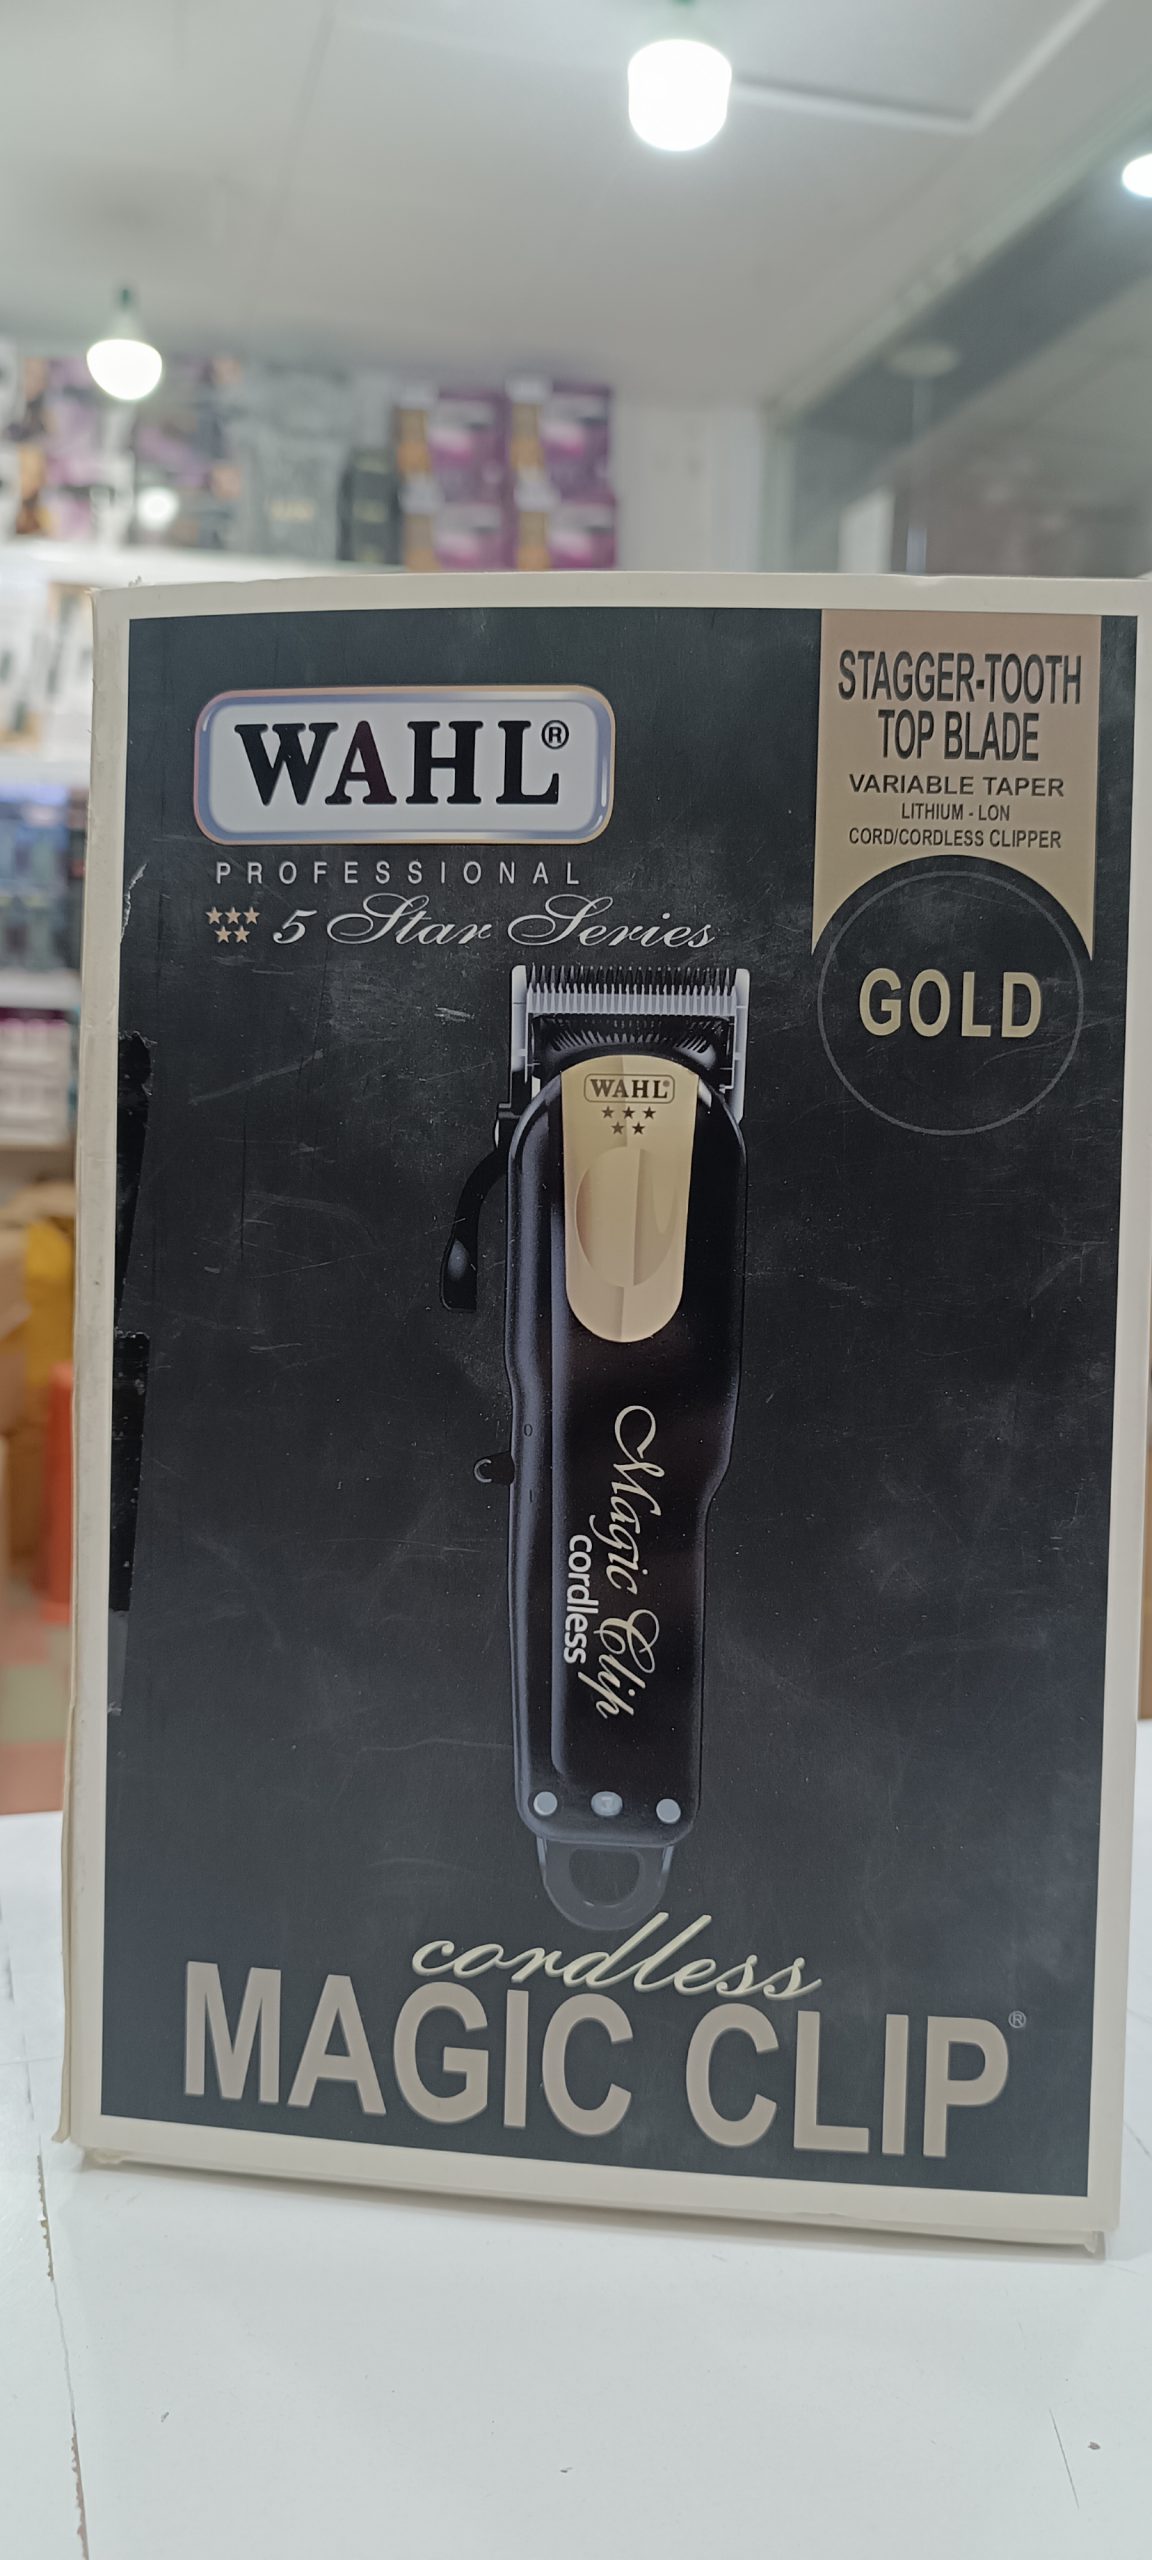 WAHL®
PROFESSIONAL
5 Star Series
STAGGER-TOOTH
TOP BLADE
VARIABLE TAPER
LITHIUM - LON
CORD/CORDLESS CLIPPER
GOLD
WAHL®
Magic Clip
cordless
0
I
cordless
MAGIC CLIP®